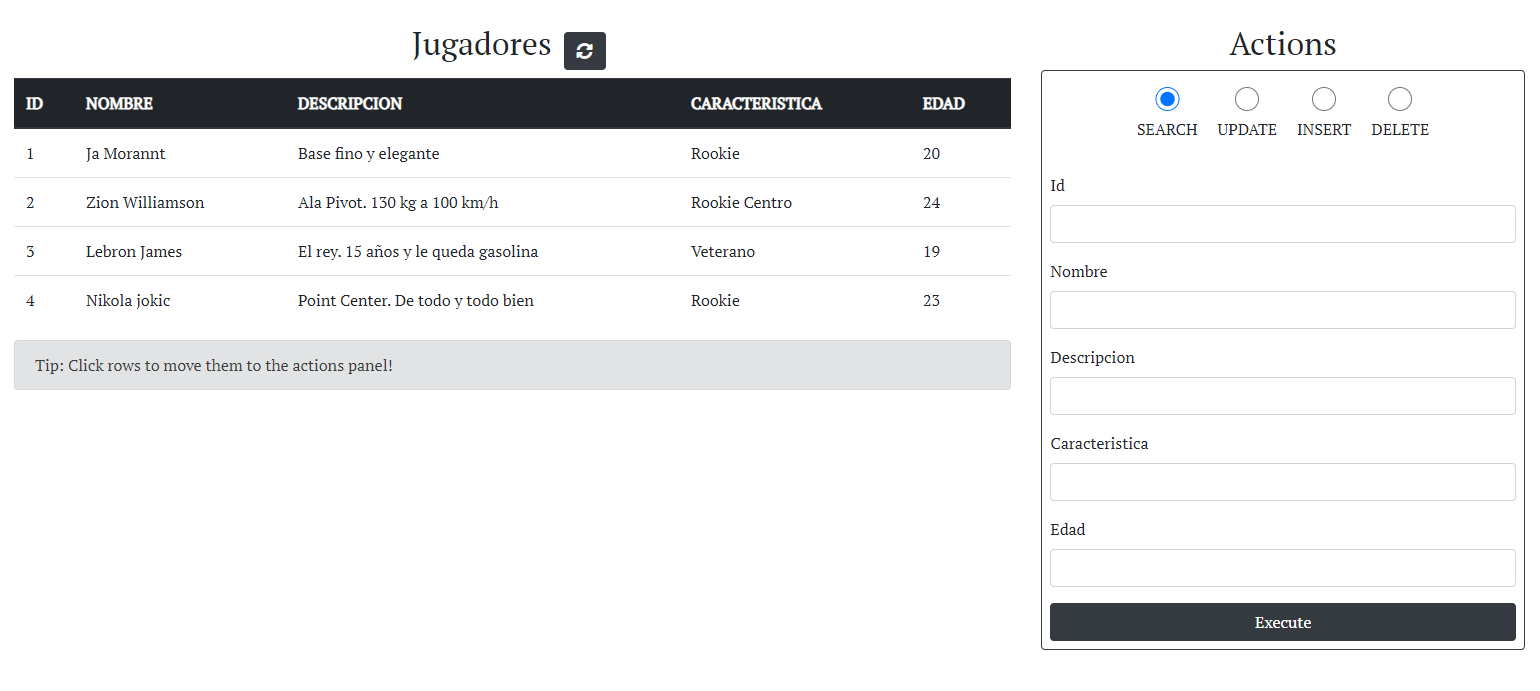 Jugadores
ID NOMBRE DESCRIPCION CARACTERISTICA EDAD
1 Ja Morannt Base fino y elegante Rookie 20
2 Zion Williamson Ala Pivot. 130 kg a 100 km/h Rookie Centro 24
3 Lebron James El rey. 15 años y le queda gasolina Veterano 19
4 Nikola jokic Point Center. De todo y todo bien Rookie 23
Tip: Click rows to move them to the actions panel!
Actions
SEARCH UPDATE INSERT DELETE
Id
Nombre
Descripcion
Caracteristica
Edad
Execute